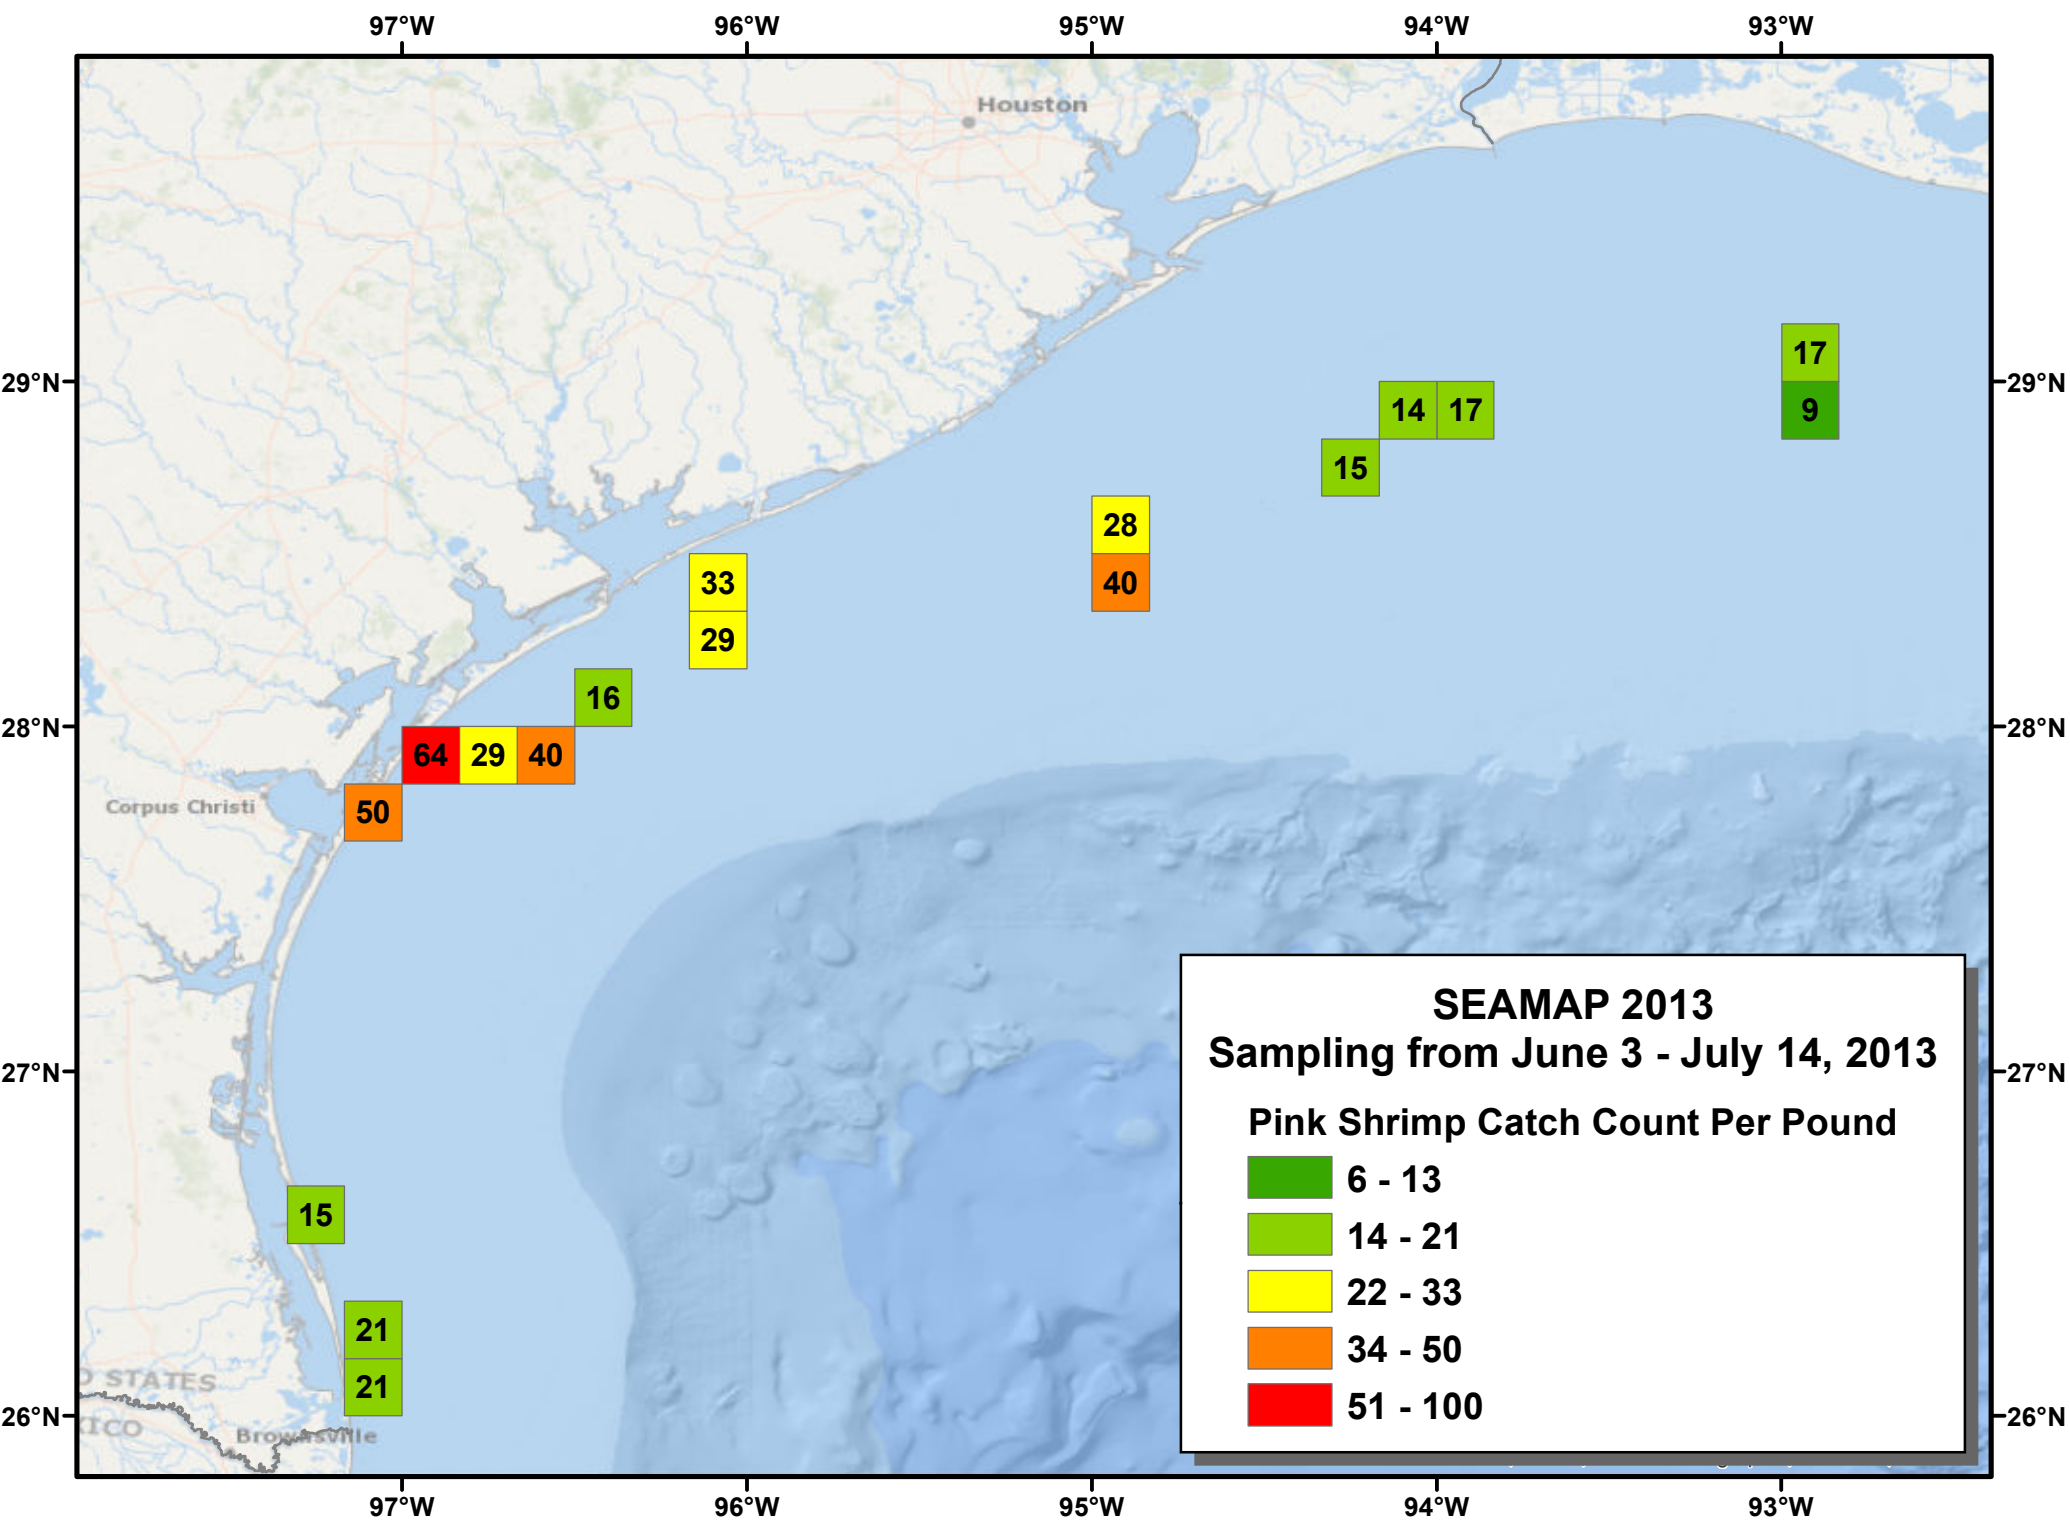 97°W 96°W 95°W 94°W 93°W
Houston
17
29°N 29°N
14 17 9
15
28
33 40
29
16
28°N 28°N
64 29 40
Corpus Christi 50
SEAMAP 2013
Sampling from June 3 - July 14, 2013
27°N 27°N
Pink Shrimp Catch Count Per Pound
6 - 13
15
14 - 21
22 - 33
21
34 - 50
D STATES 21
51 - 100
26°N 26°N
ICO
Brownsville
97°W 96°W 95°W 94°W 93°W